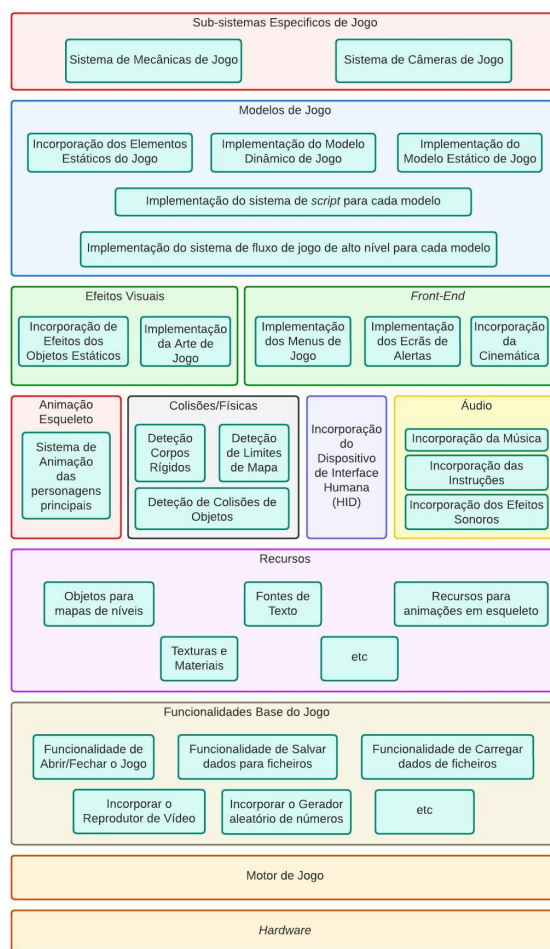 Sub-sistemas Especificos de Jogo
Sistema de Mecânicas de Jogo
Sistema de Câmeras de Jogo
Modelos de Jogo
Incorporação dos Elementos
Estáticos do Jogo
Implementação do Modelo
Dinâmico de Jogo
Implementação do
Modelo Estático de Jogo
Implementação do sistema de script para cada modelo
Implementação do sistema de fluxo de jogo de alto nível para cada modelo
Efeitos Visuais
Incorporação de
Efeitos dos
Objetos Estáticos
Implementação
da Arte de
Jogo
Front-End
Implementação
dos Menus de
Jogo
Implementação
dos Ecrãs de
Alertas
Incorporação
da
Cinemática
Animação
Esqueleto
Sistema de
Animação
das
personagens
principais
Colisões/Físicas
Deteção
Corpos
Rígidos
Deteção
de Limites
de Mapa
Deteção de Colisões de
Objetos
Incorporação
do
Dispositivo
de Interface
Humana
(HID)
Áudio
Incorporação da Música
Incorporação das
Instruções
Incorporação dos Efeitos
Sonoros
Recursos
Objetos para
mapas de níveis
Fontes de
Texto
Recursos para
animações em esqueleto
Texturas e
Materiais
etc
Funcionalidades Base do Jogo
Funcionalidade de
Abrir/Fechar o Jogo
Funcionalidade de Salvar
dados para ficheiros
Funcionalidade de Carregar
dados de ficheiros
Incorporar o
Reprodutor de Vídeo
Incorporar o Gerador
aleatório de números
etc
Motor de Jogo
Hardware